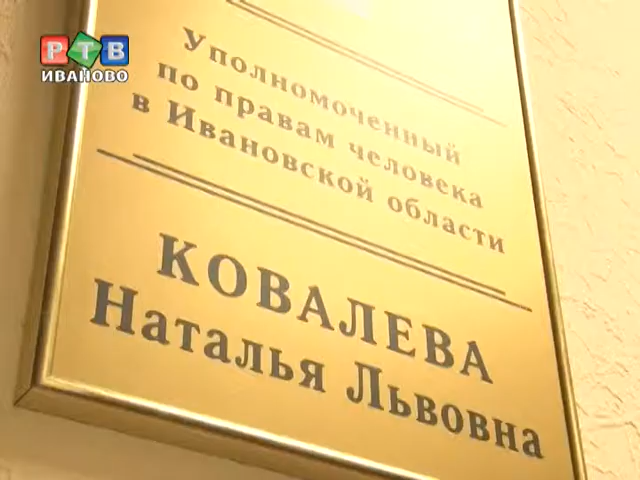 РТВ
ИВАНОВО
Уполномоченный
по правам человека
в Ивановской области
КОВАЛЕВА
Наталья Львовна